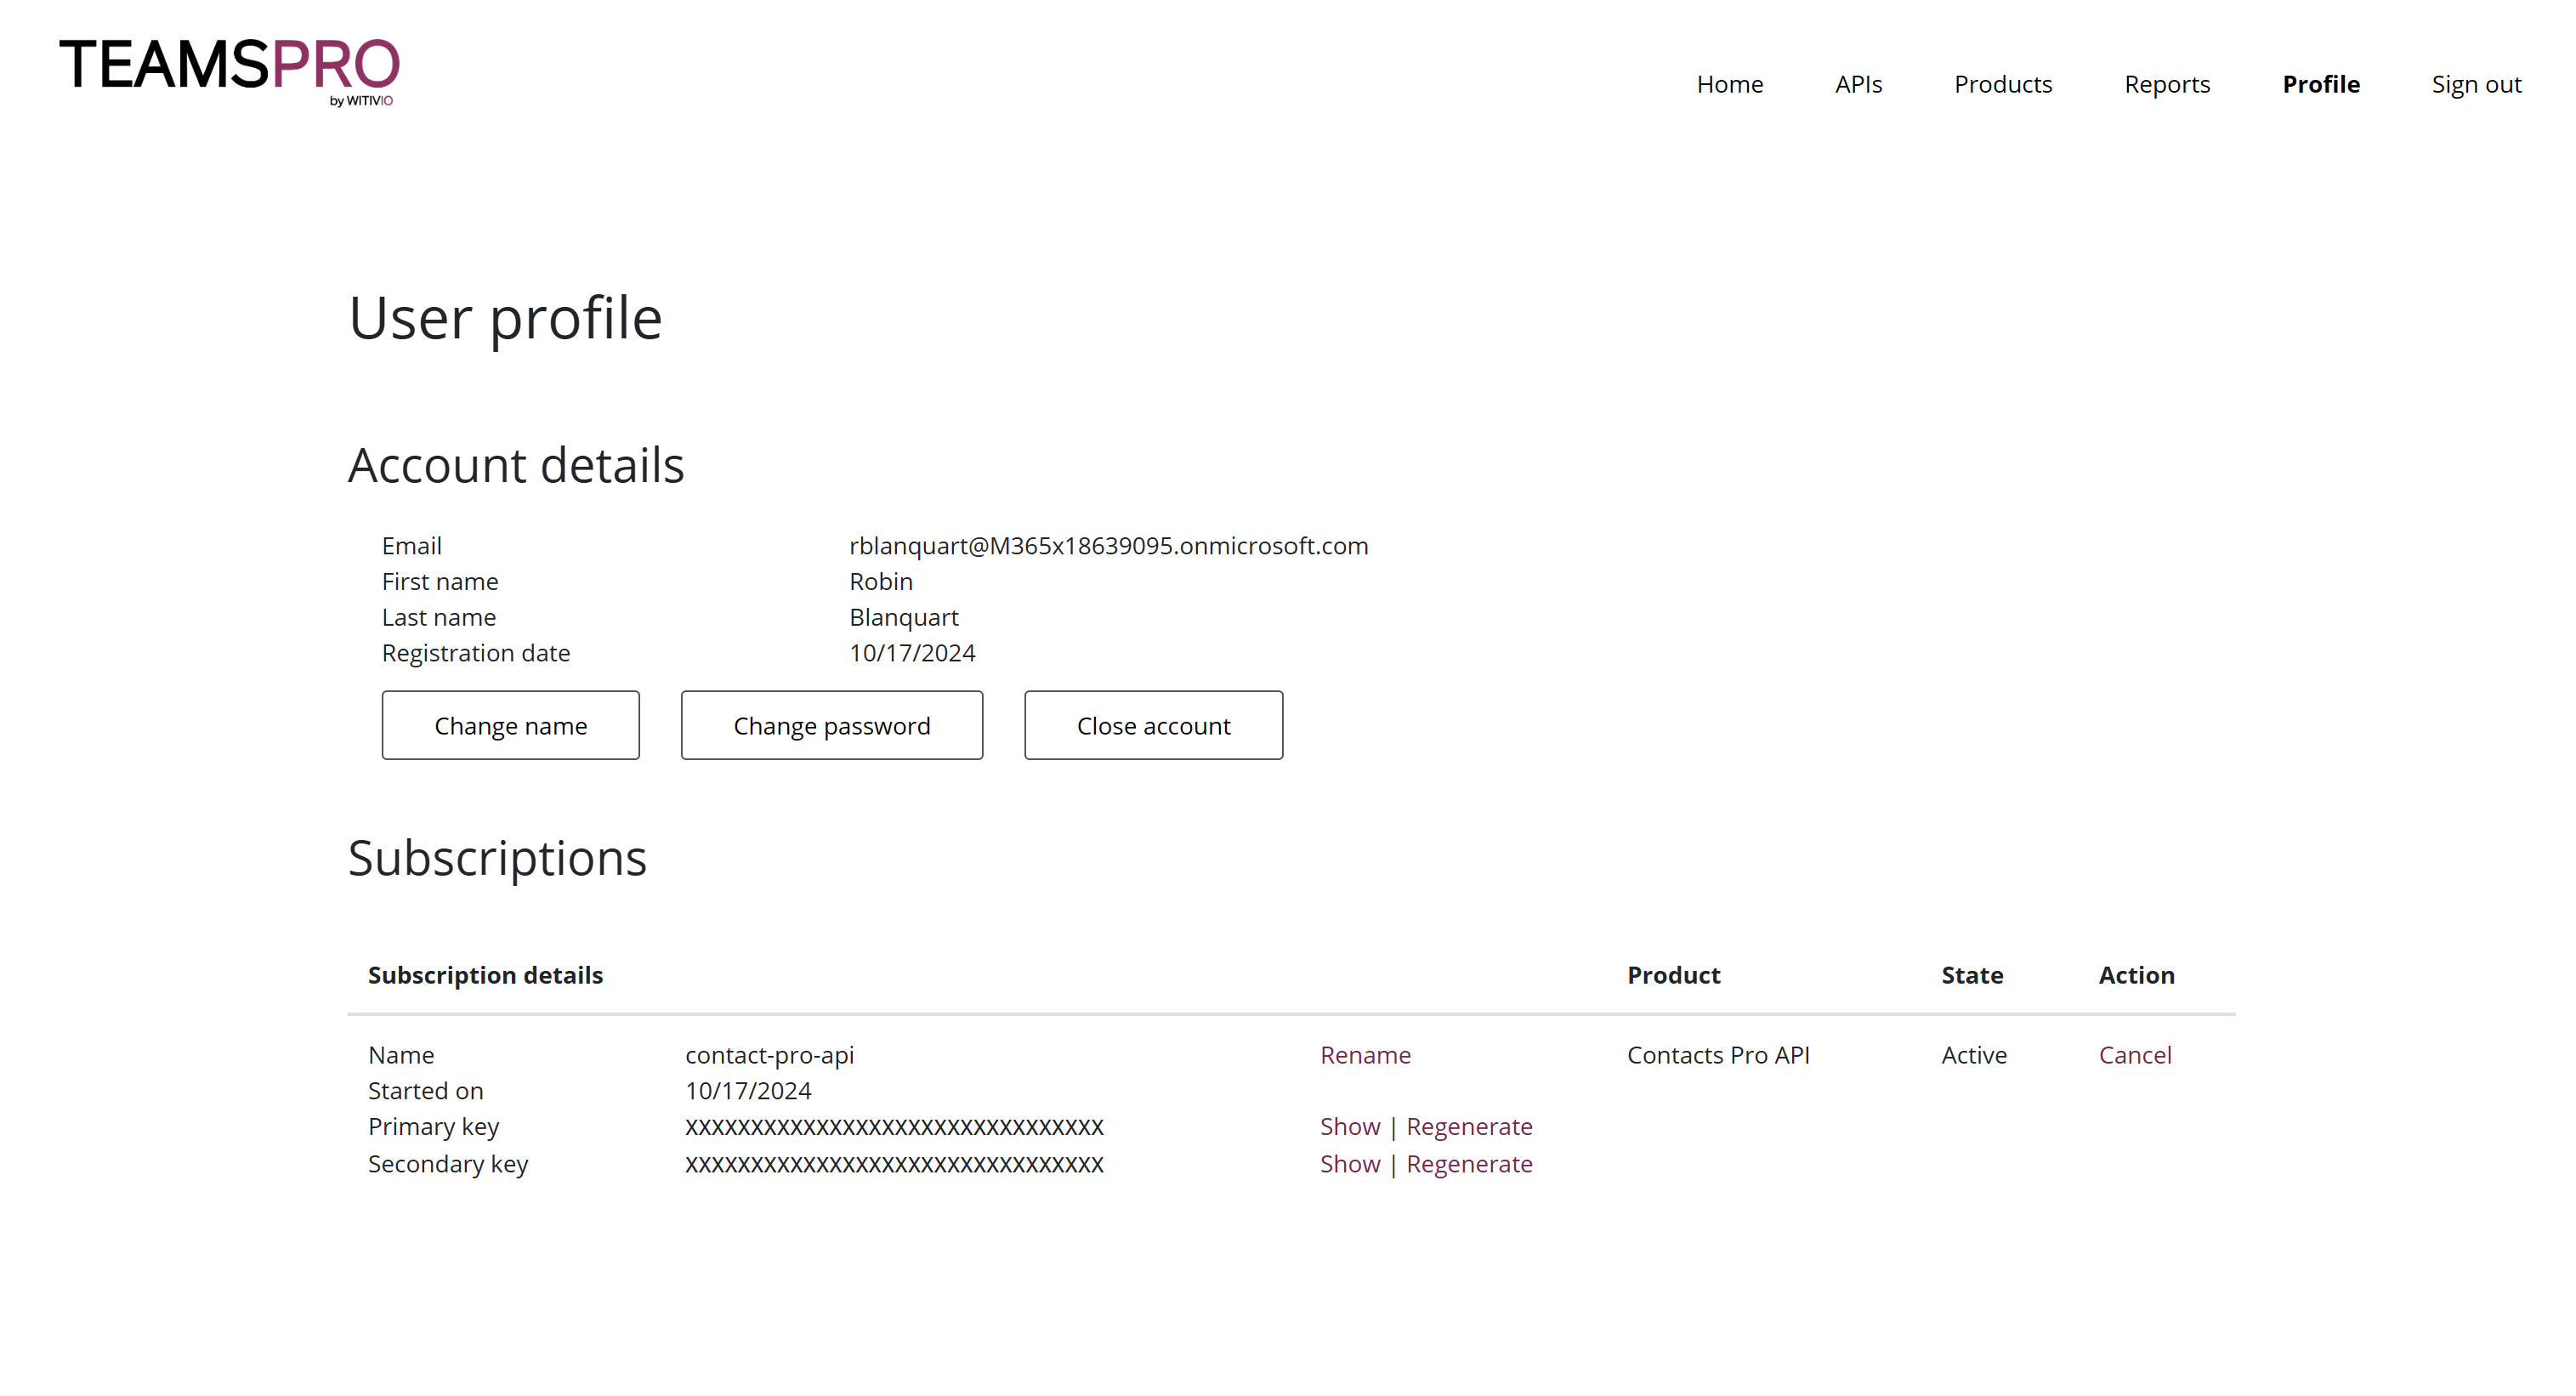 TEAMSPRO
by WITIVIO
Home APIs Products Reports Profile Sign out
User profile
Account details
Email rblanquart@M365x18639095.onmicrosoft.com
First name Robin
Last name Blanquart
Registration date 10/17/2024
Change name Change password Close account
Subscriptions
Subscription details Product State Action
Name contact-pro-api Rename Contacts Pro API Active Cancel
Started on 10/17/2024
Primary key XXXXXXXXXXXXXXXXXXXXXXXXXXXXXXXX Show | Regenerate
Secondary key XXXXXXXXXXXXXXXXXXXXXXXXXXXXXXXX Show | Regenerate